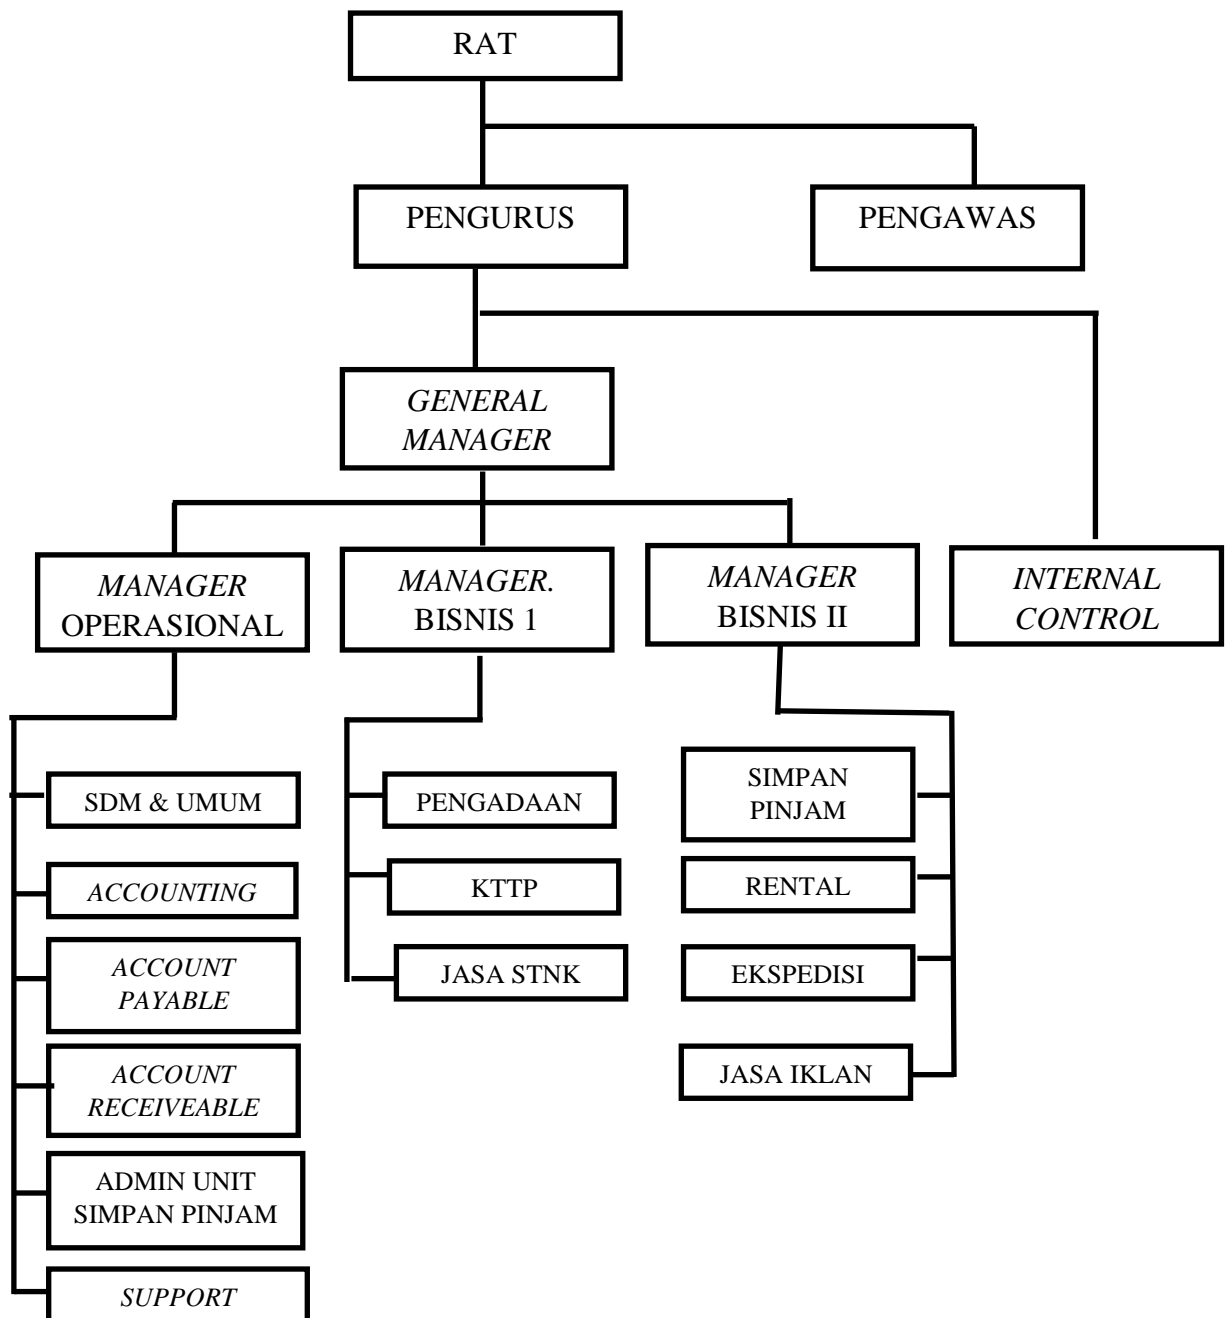 RAT
PENGURUS
PENGAWAS
GENERAL
MANAGER
MANAGER
OPERASIONAL
MANAGER.
BISNIS 1
MANAGER
BISNIS II
INTERNAL
CONTROL
SDM & UMUM
ACCOUNTING
ACCOUNT
PAYABLE
ACCOUNT
RECEIVEABLE
ADMIN UNIT
SIMPAN PINJAM
SUPPORT
PENGADAAN
KTTP
JASA STNK
SIMPAN
PINJAM
RENTAL
EKSPEDISI
JASA IKLAN